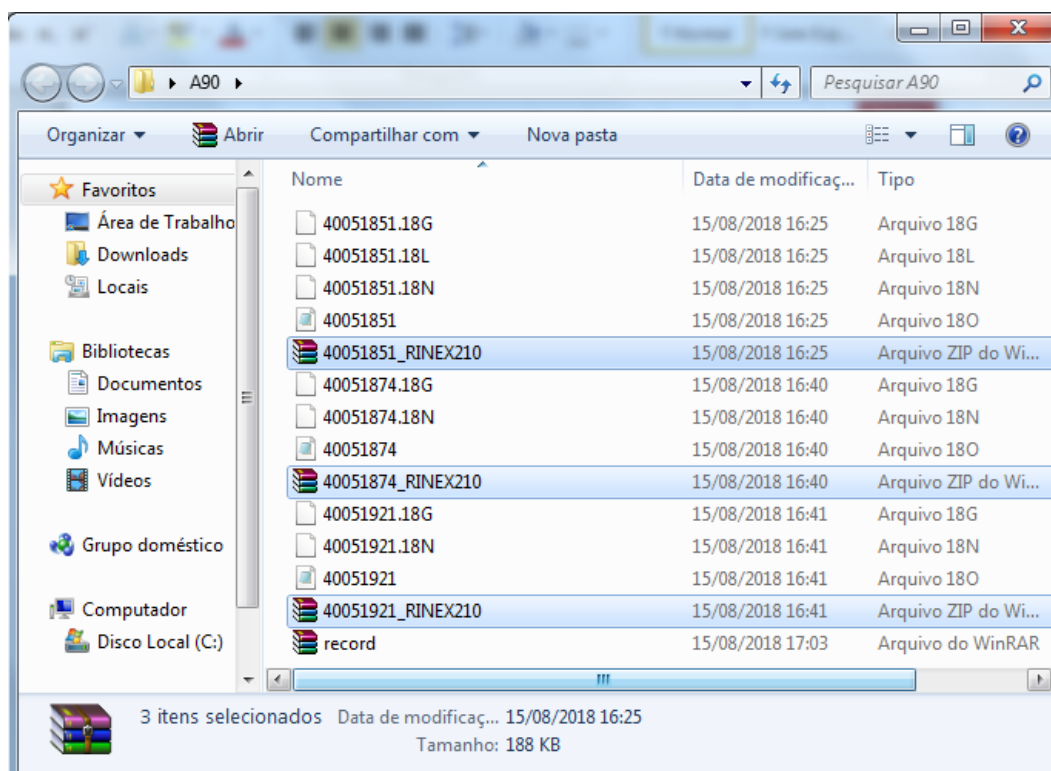 A90
Pesquisar A90
Organizar Abrir Compartilhar com Nova pasta
Favoritos
Área de Trabalho
Downloads
Locais
Bibliotecas
Documentos
Imagens
Músicas
Vídeos
Grupo doméstico
Computador
Disco Local (C:)
Nome Data de modificaç... Tipo
40051851.18G 15/08/2018 16:25 Arquivo 18G
40051851.18L 15/08/2018 16:25 Arquivo 18L
40051851.18N 15/08/2018 16:25 Arquivo 18N
40051851 15/08/2018 16:25 Arquivo 18O
40051851_RINEX210 15/08/2018 16:25 Arquivo ZIP do Wi...
40051874.18G 15/08/2018 16:40 Arquivo 18G
40051874.18N 15/08/2018 16:40 Arquivo 18N
40051874 15/08/2018 16:40 Arquivo 18O
40051874_RINEX210 15/08/2018 16:40 Arquivo ZIP do Wi...
40051921.18G 15/08/2018 16:41 Arquivo 18G
40051921.18N 15/08/2018 16:41 Arquivo 18N
40051921 15/08/2018 16:41 Arquivo 18O
40051921_RINEX210 15/08/2018 16:41 Arquivo ZIP do Wi...
record 15/08/2018 17:03 Arquivo do WinRAR
3 itens selecionados Data de modificaç... 15/08/2018 16:25
Tamanho: 188 KB